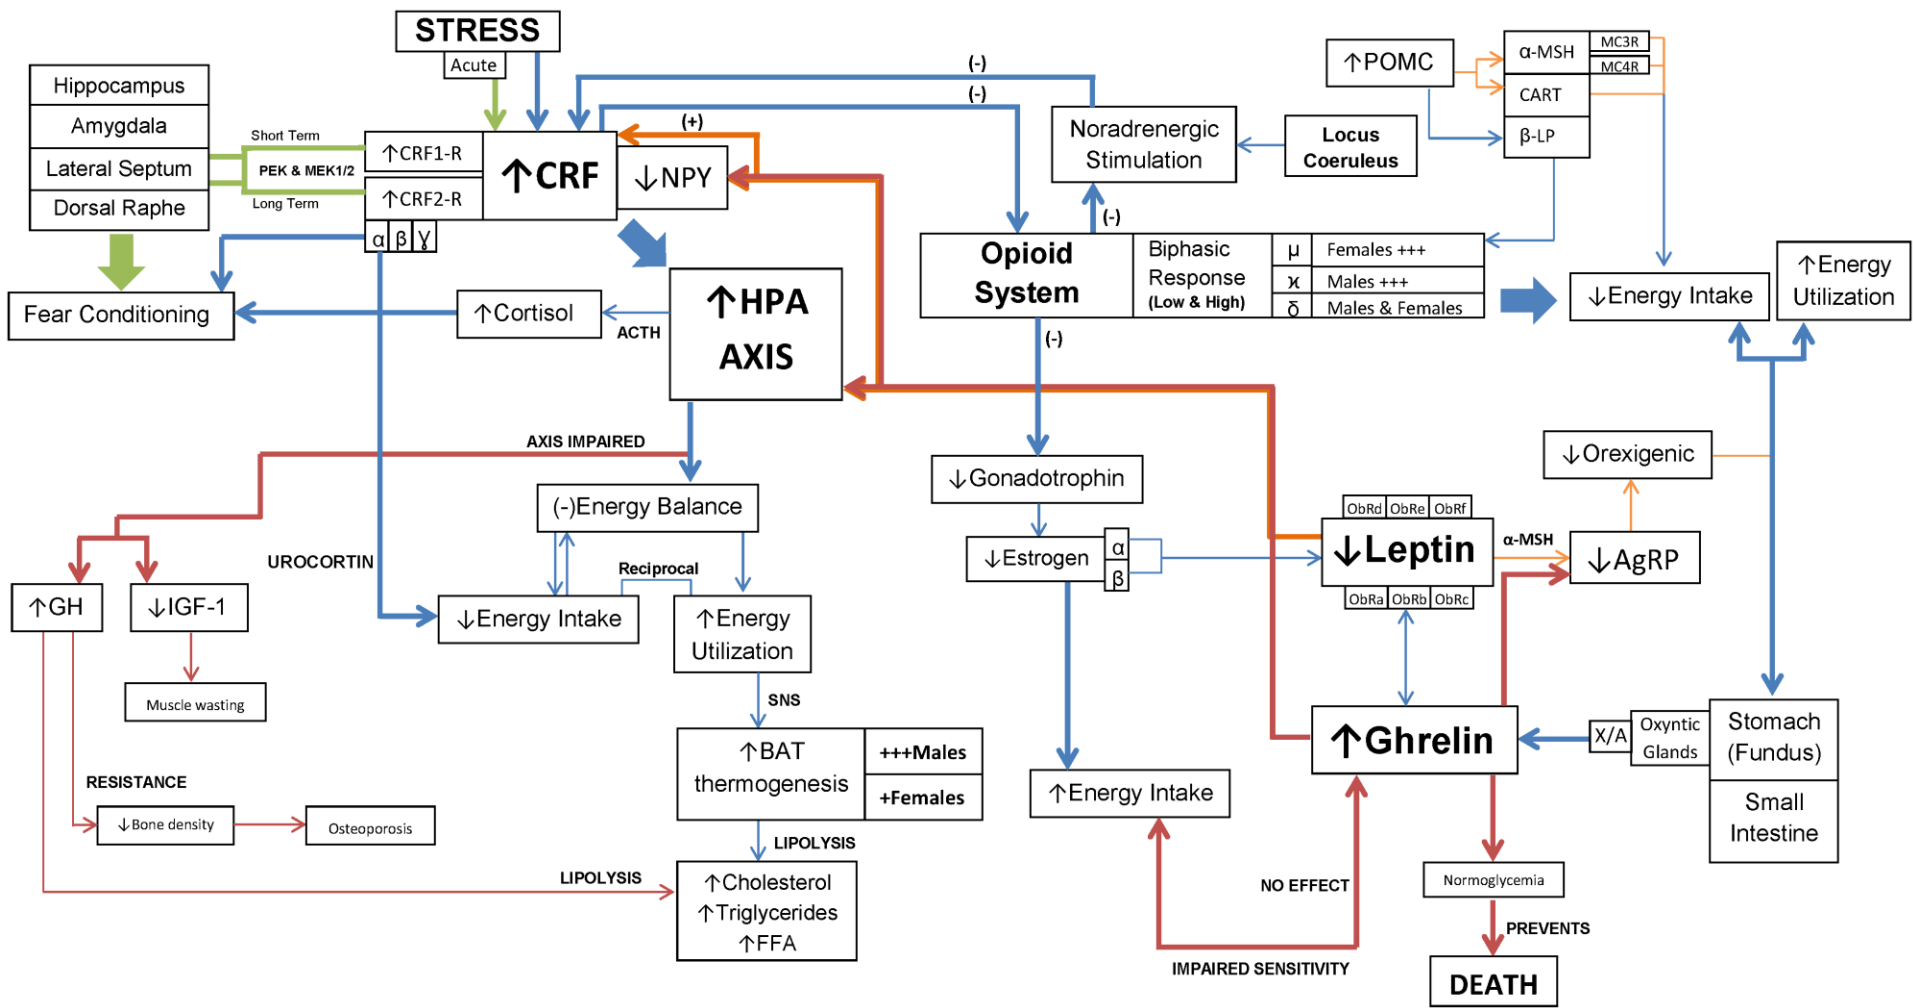 STRESS
Acute
Hippocampus
Amygdala
Lateral Septum
Dorsal Raphe
Short Term
PEK & MEK1/2
Long Term
↑CRF1-R
↑CRF2-R
α β Ɣ
↑CRF
↓NPY
(+)
(-)
(-)
Noradrenergic
Stimulation
Locus
Coeruleus
(-)
↑POMC
α-MSH
MC3R
MC4R
CART
β-LP
Opioid
System
Biphasic
Response
(Low & High)
μ Females +++
ϰ Males +++
δ Males & Females
↓Energy Intake
↑Energy
Utilization
Fear Conditioning
↑Cortisol
ACTH
↑HPA
AXIS
(-)
AXIS IMPAIRED
(-)Energy Balance
UROCORTIN
Reciprocal
↓Energy Intake
↑Energy
Utilization
↑GH
↓IGF-1
Muscle wasting
SNS
↑BAT
thermogenesis
+++Males
+Females
RESISTANCE
↓Bone density
Osteoporosis
LIPOLYSIS
LIPOLYSIS
↑Cholesterol
↑Triglycerides
↑FFA
↓Gonadotrophin
↓Estrogen
α
β
ObRd ObRe ObRf
↓Leptin
ObRa ObRb ObRc
α-MSH
↓AgRP
↓Orexigenic
↑Ghrelin
X/A
Oxyntic
Glands
Stomach
(Fundus)
Small
Intestine
↑Energy Intake
NO EFFECT
IMPAIRED SENSITIVITY
Normoglycemia
PREVENTS
DEATH